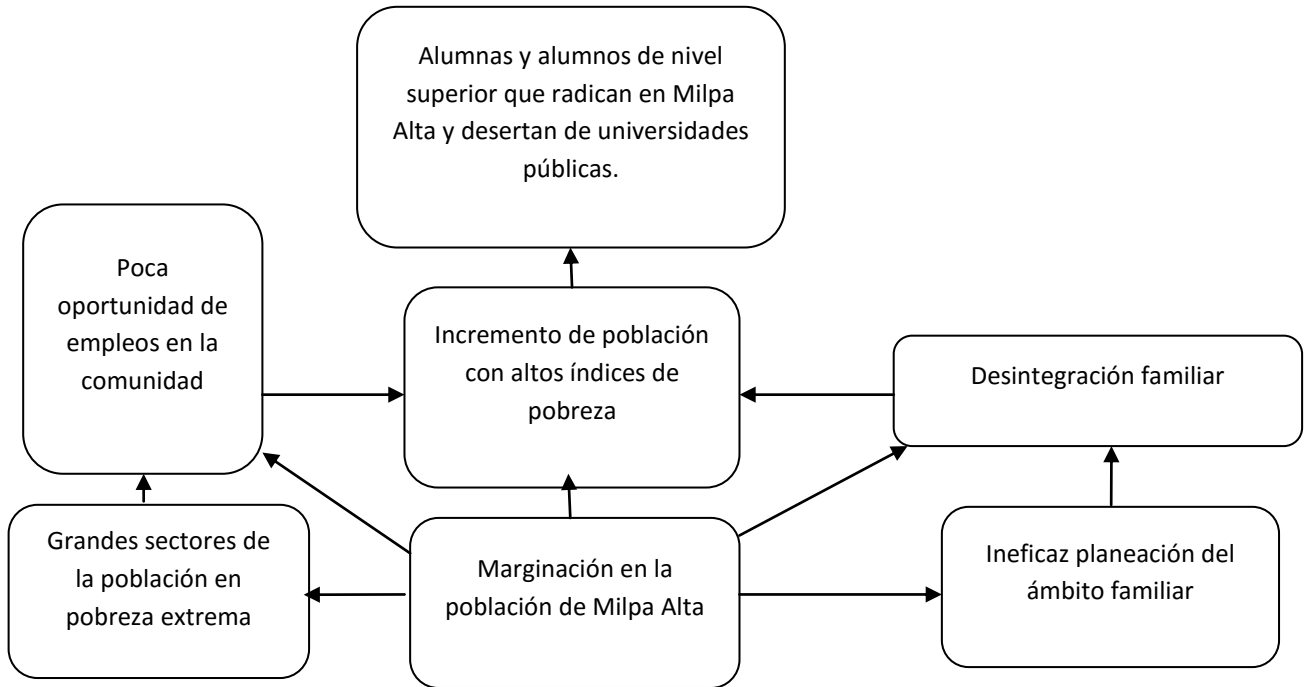 Alumnas y alumnos de nivel
superior que radican en Milpa
Alta y desertan de universidades
públicas.
Poca
oportunidad de
empleos en la
comunidad
Incremento de población
con altos índices de
pobreza
Desintegración familiar
Grandes sectores de
la población en
pobreza extrema
Marginación en la
población de Milpa Alta
Ineficaz planeación del
ámbito familiar